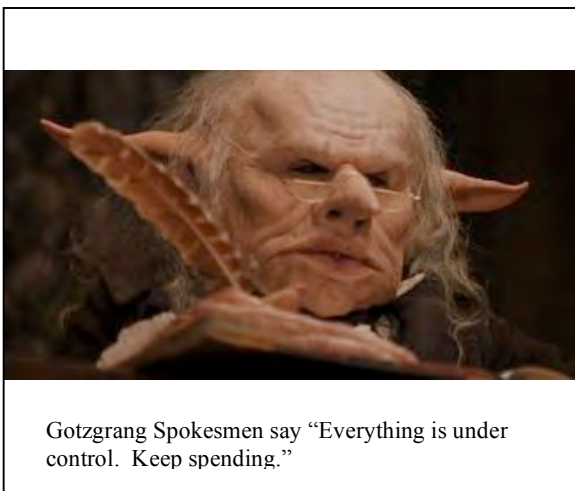 Gotzgrang Spokesmen say “Everything is under
control.  Keep spending.”